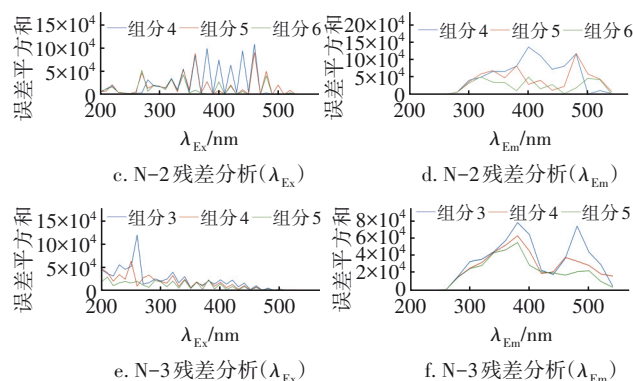 组分4 组分5 组分6
误差平方和
15×10⁴
10×10⁴
5×10⁴
0
200 300 400 500
λEx/nm
c. N-2残差分析(λEx)
组分4 组分5 组分6
误差平方和
20×10⁴
15×10⁴
10×10⁴
5×10⁴
0
200 300 400 500
λEm/nm
d. N-2残差分析(λEm)
组分3 组分4 组分5
误差平方和
15×10⁴
10×10⁴
5×10⁴
0
200 300 400 500
λEx/nm
e. N-3残差分析(λEx)
组分3 组分4 组分5
误差平方和
8×10⁴
6×10⁴
4×10⁴
2×10⁴
0
200 300 400 500
λEm/nm
f. N-3残差分析(λEm)